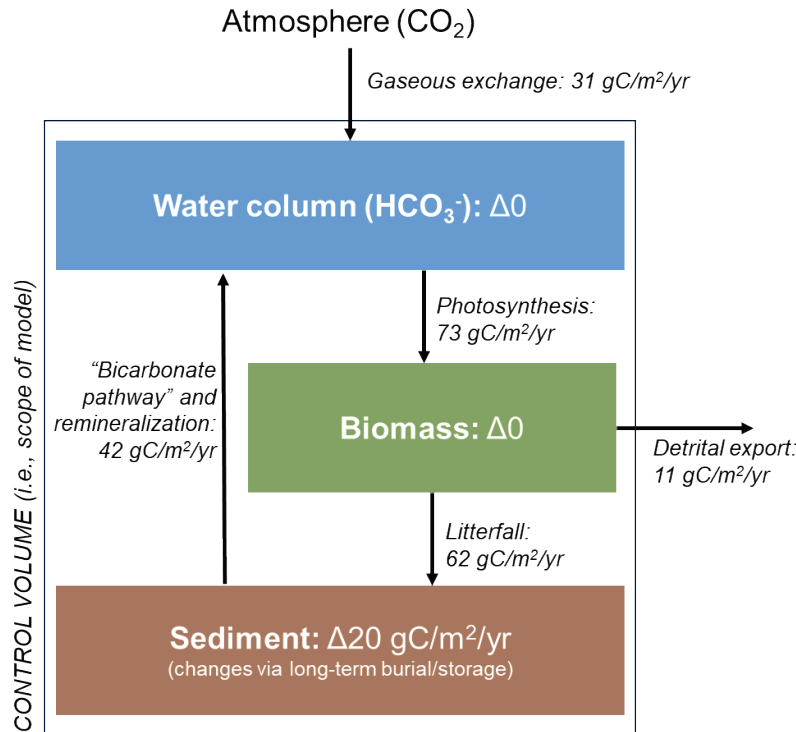 Atmosphere (CO₂)
Gaseous exchange: 31 gC/m²/yr
Water column (HCO₃⁻): Δ0
Photosynthesis:
73 gC/m²/yr
“Bicarbonate
pathway” and
remineralization:
42 gC/m²/yr
Biomass: Δ0
Detrital export:
11 gC/m²/yr
Litterfall:
62 gC/m²/yr
Sediment: Δ20 gC/m²/yr
(changes via long-term burial/storage)
CONTROL VOLUME (i.e., scope of model)